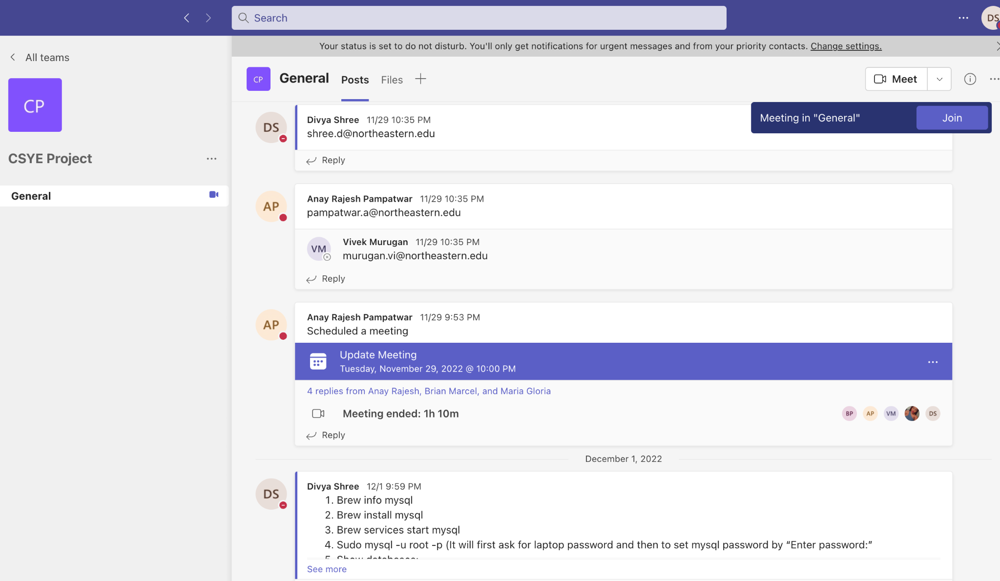 Search
DS
Your status is set to do not disturb. You'll only get notifications for urgent messages and from your priority contacts. Change settings.
All teams
CP
CSYE Project
General
CP
General
Posts
Files
Meet
Meeting in "General"
Join
DS
Divya Shree 11/29 10:35 PM
shree.d@northeastern.edu
Reply
AP
Anay Rajesh Pampatwar 11/29 10:35 PM
pampatwar.a@northeastern.edu
VM
Vivek Murugan 11/29 10:35 PM
murugan.vi@northeastern.edu
Reply
AP
Anay Rajesh Pampatwar 11/29 9:53 PM
Scheduled a meeting
Update Meeting
Tuesday, November 29, 2022 @ 10:00 PM
4 replies from Anay Rajesh, Brian Marcel, and Maria Gloria
Meeting ended: 1h 10m
BP AP VM DS
Reply
December 1, 2022
DS
Divya Shree 12/1 9:59 PM
1. Brew info mysql
2. Brew install mysql
3. Brew services start mysql
4. Sudo mysql -u root -p (It will first ask for laptop password and then to set mysql password by “Enter password:”
5. Show databases;
See more